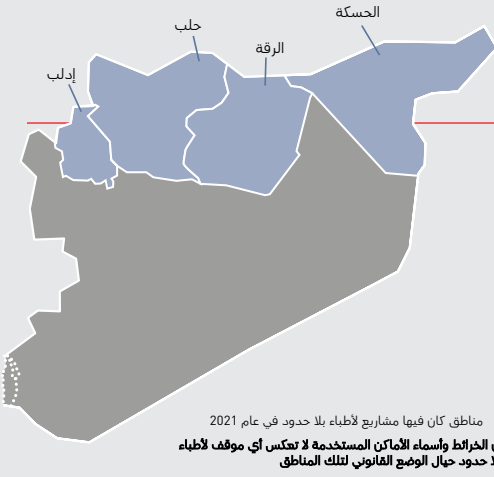 الحسكة
حلب
الرقة
إدلب
مناطق كان فيها مشاريع لأطباء بلا حدود في عام 2021
الخرائط وأسماء الأماكن المستخدمة لا تعكس أي موقف لأطباء
حدود حيال الوضع القانوني لتلك المناطق